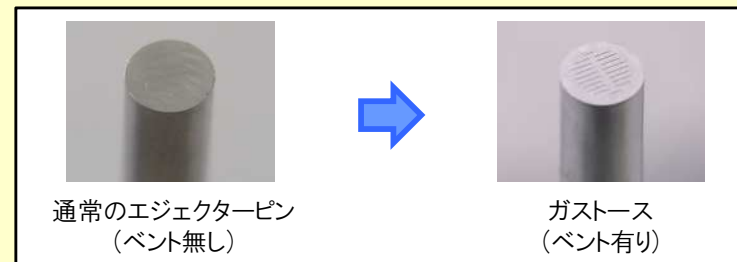 通常のエジェクターピン
（ベント無し）
ガストース
（ベント有り）